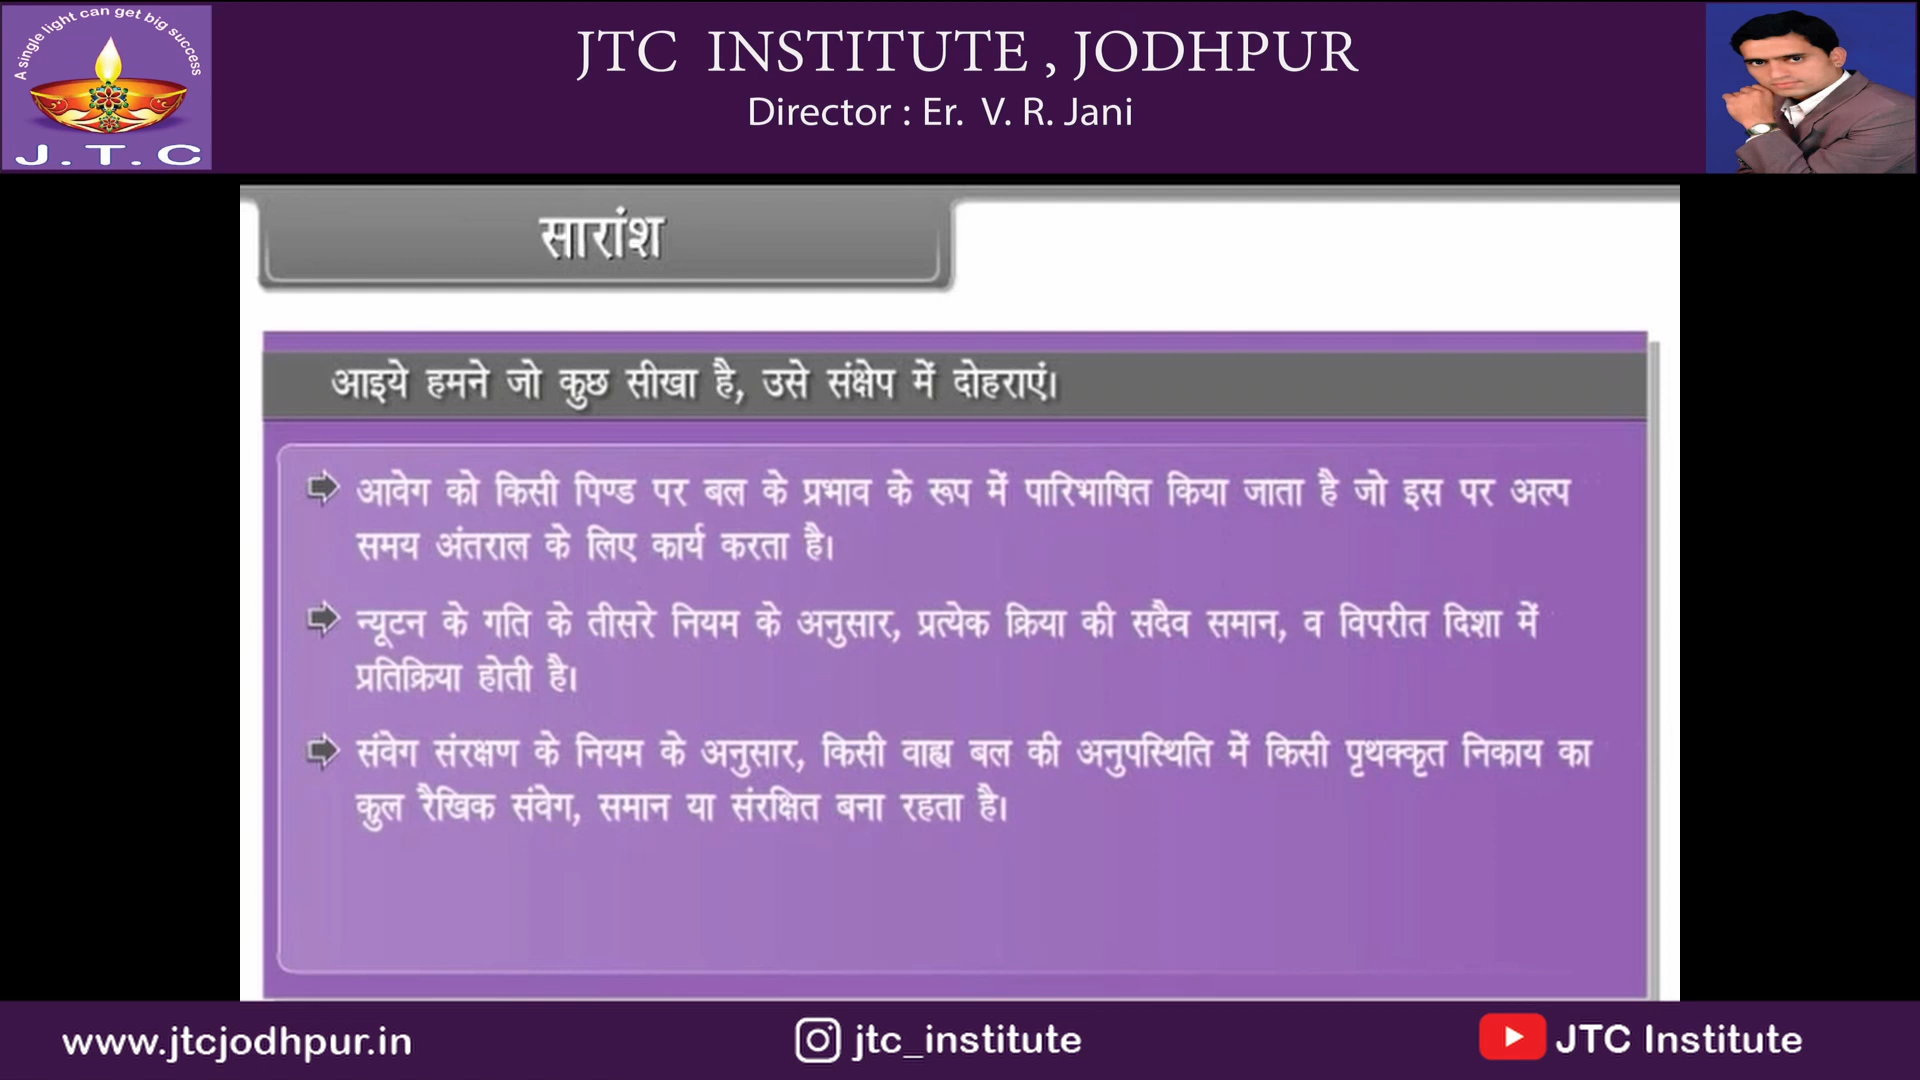 A single light can get big success
J.T.C
JTC INSTITUTE , JODHPUR
Director : Er. V. R. Jani
सारांश
आइये हमने जो कुछ सीखा है, उसे संक्षेप में दोहराएं।
आवेग को किसी पिण्ड पर बल के प्रभाव के रूप में पारिभाषित किया जाता है जो इस पर अल्प
समय अंतराल के लिए कार्य करता है।
न्यूटन के गति के तीसरे नियम के अनुसार, प्रत्येक क्रिया की सदैव समान, व विपरीत दिशा में
प्रतिक्रिया होती है।
संवेग संरक्षण के नियम के अनुसार, किसी वाह्य बल की अनुपस्थिति में किसी पृथक्कृत निकाय का
कुल रैखिक संवेग, समान या संरक्षित बना रहता है।
www.jtcjodhpur.in
jtc_institute
JTC Institute